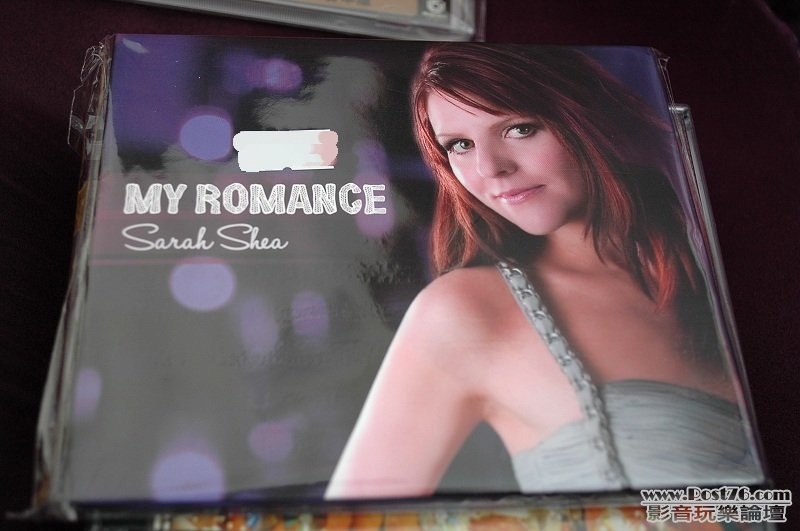 MY ROMANCE
Sarah Shea
www.Post76.com
影音玩樂論壇